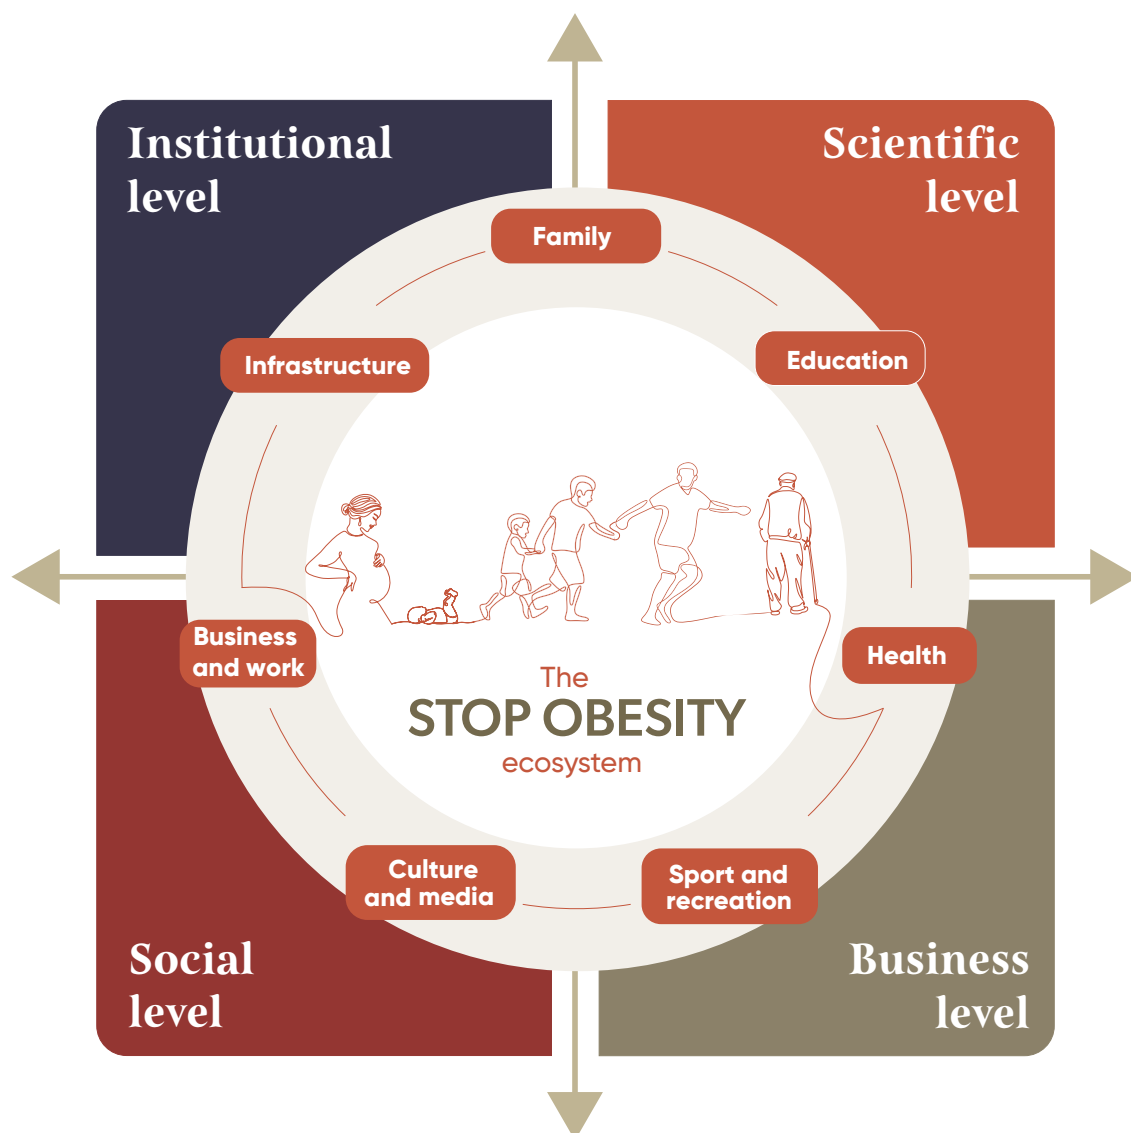 Institutional
level
Scientific
level
Family
Infrastructure
Education
Business
and work
Health
The
STOP OBESITY
ecosystem
Culture
and media
Sport and
recreation
Social
level
Business
level